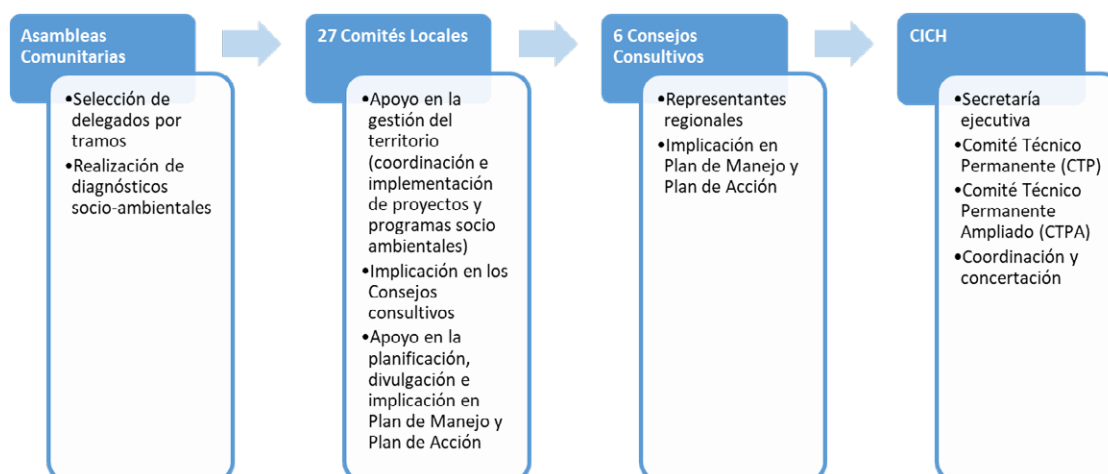 Asambleas
Comunitarias
•Selección de
delegados por
tramos
•Realización de
diagnósticos
socio-ambientales
27 Comités Locales
•Apoyo en la
gestión del
territorio
(coordinación e
implementación
de proyectos y
programas socio
ambientales)
•Implicación en los
Consejos
consultivos
•Apoyo en la
planificación,
divulgación e
implicación en
Plan de Manejo y
Plan de Acción
6 Consejos
Consultivos
•Representantes
regionales
•Implicación en
Plan de Manejo y
Plan de Acción
CICH
•Secretaría
ejecutiva
•Comité Técnico
Permanente (CTP)
•Comité Técnico
Permanente
Ampliado (CTPA)
•Coordinación y
concertación